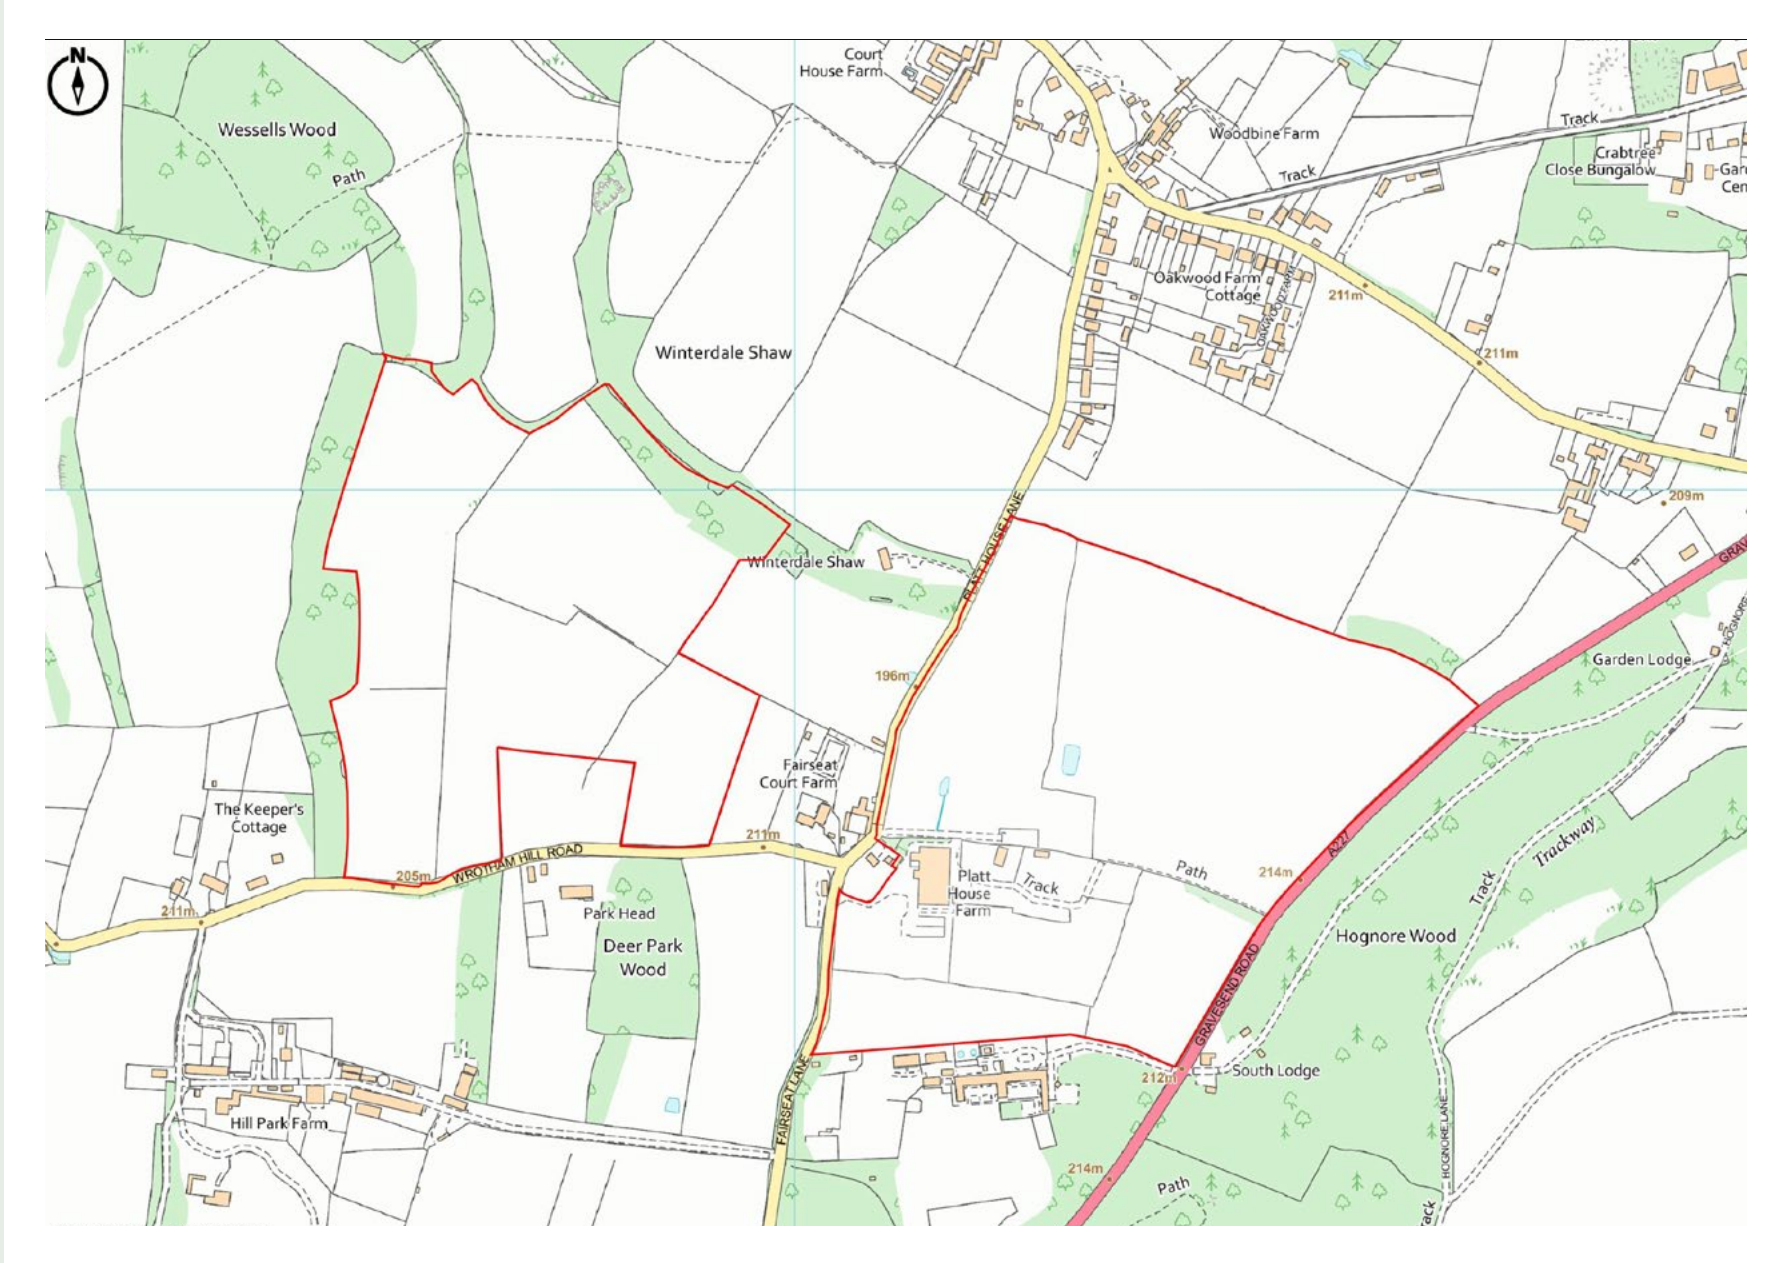 N
Court
House Farm
Wessells Wood
Path
Woodbine Farm
Track
Track
Crabtree
Close Bungalow
Oakwood Farm
Cottage
OAKWOOD FARM
211m
211m
Winterdale Shaw
209m
PLATT HOUSE LANE
Winterdale Shaw
196m
Garden Lodge
Fairseat
Court Farm
The Keeper's
Cottage
211m
WROTHAM HILL ROAD
205m
211m
Park Head
Deer Park
Wood
Platt
House
Farm
Track
Path
214m
A227
Trackway
Track
Hognore Wood
GRAVESEND ROAD
South Lodge
212m
Hill Park Farm
FAIRSEAT LANE
HOGNORE LANE
214m
Path